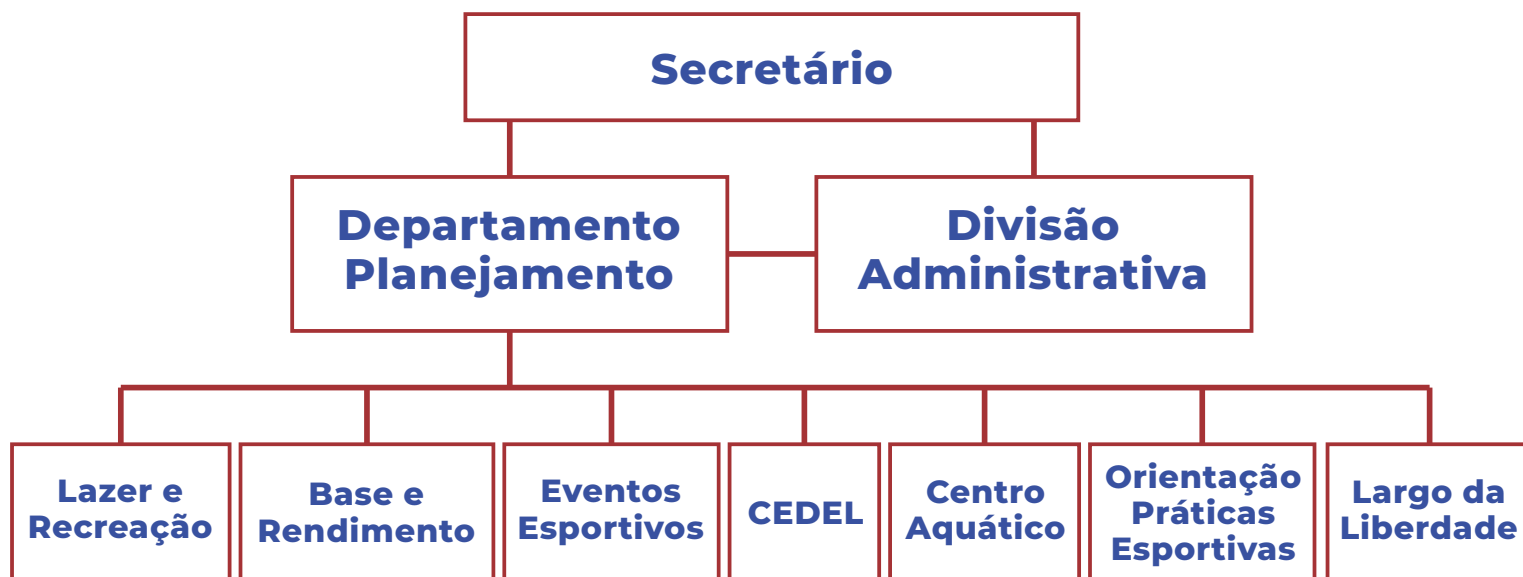 Secretário
Departamento
Planejamento
Divisão
Administrativa
Lazer e
Recreação
Base e
Rendimento
Eventos
Esportivos
CEDEL
Centro
Aquático
Orientação
Práticas
Esportivas
Largo da
Liberdade